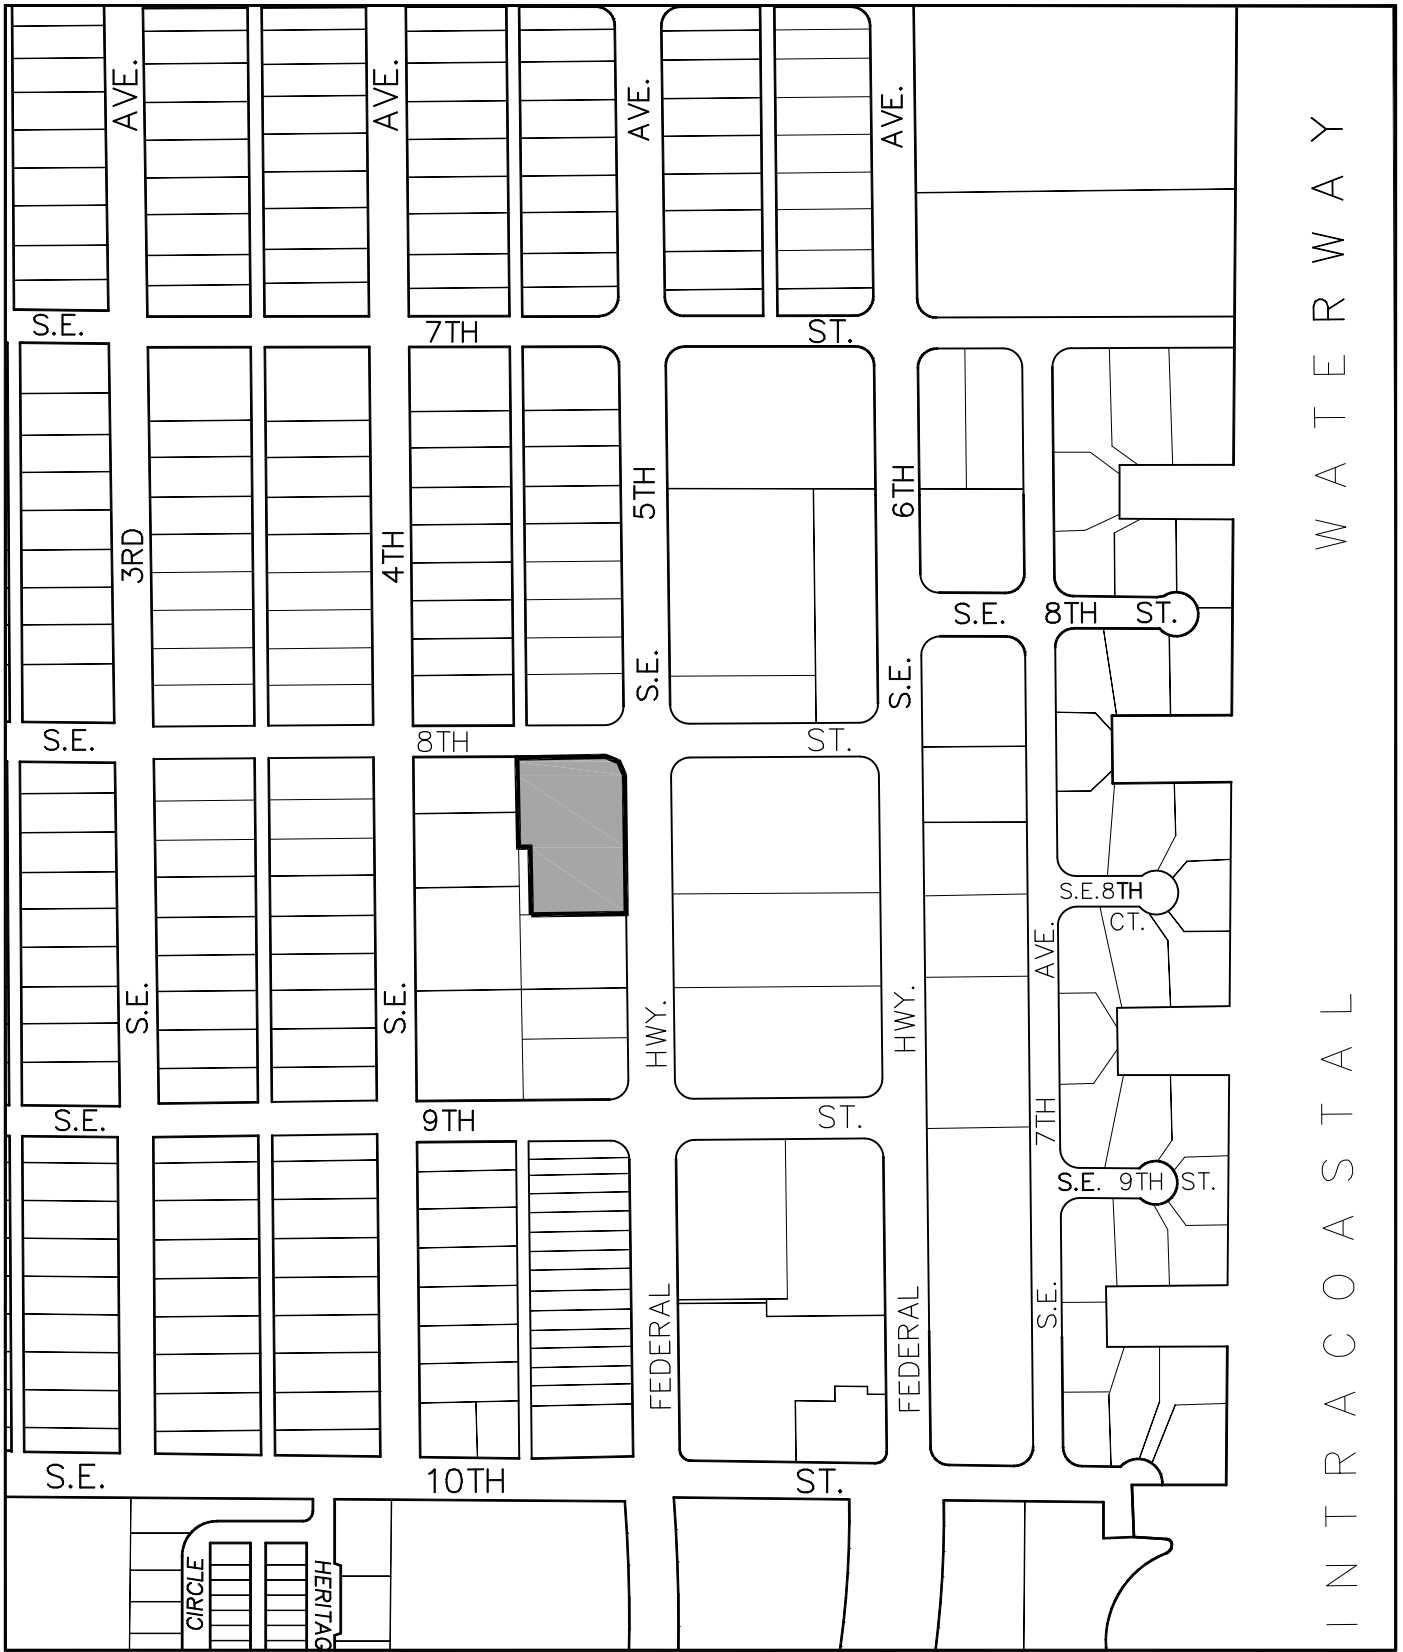 AVE.
AVE.
AVE.
AVE.
S.E. 7TH ST.
3RD
4TH
5TH
6TH
S.E.
S.E.
S.E. 8TH ST.
S.E. 8TH ST.
S.E. 8TH
CT.
AVE.
S.E.
S.E.
HWY.
HWY.
S.E. 9TH ST.
7TH
S.E. 9TH ST.
S.E.
FEDERAL
FEDERAL
S.E. 10TH ST.
CIRCLE
HERITAG
INTRACOASTAL WATERWAY